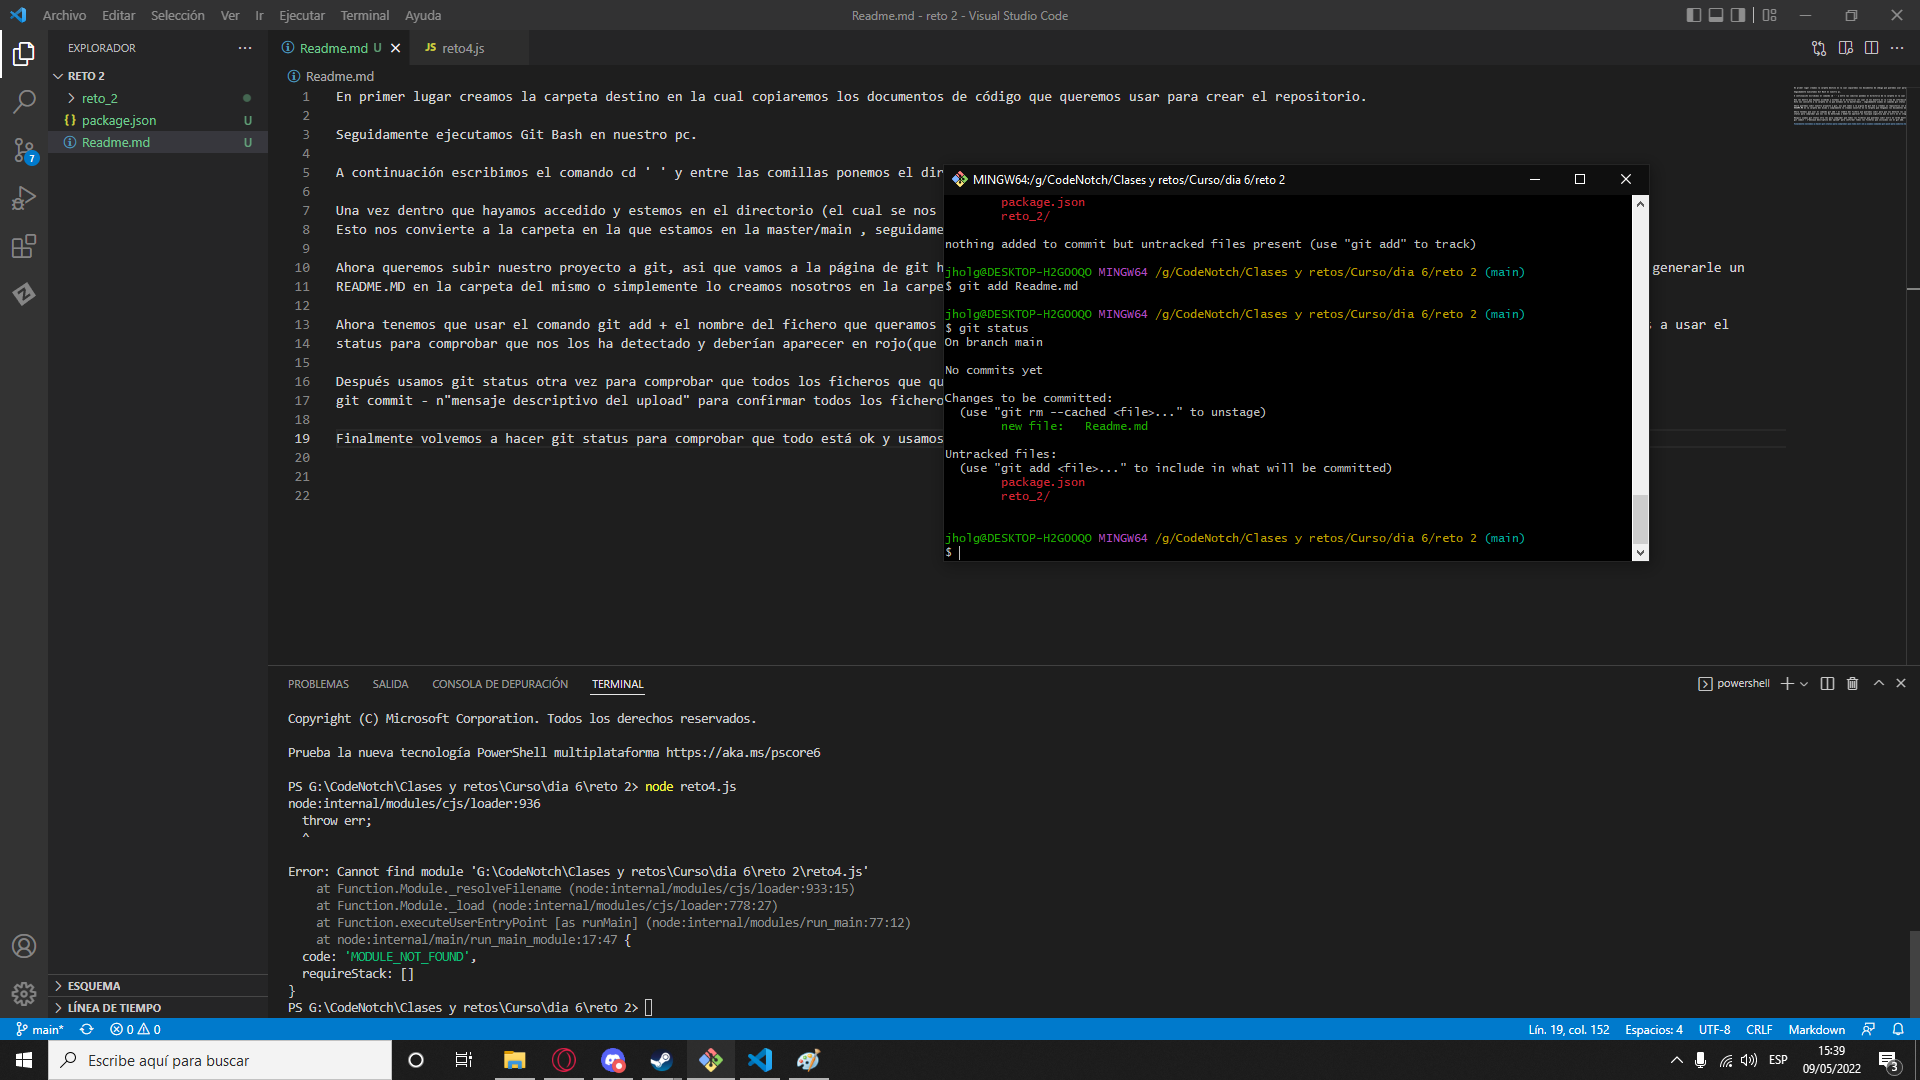 Archivo Editar Selección Ver Ir Ejecutar Terminal Ayuda
Readme.md - reto 2 - Visual Studio Code
EXPLORADOR
RETO 2
reto_2
package.json U
Readme.md U
Readme.md U
JS reto4.js
Readme.md
1 En primer lugar creamos la carpeta destino en la cual copiaremos los documentos de código que queremos usar para crear el repositorio.
2
3 Seguidamente ejecutamos Git Bash en nuestro pc.
4
5 A continuación escribimos el comando cd ' ' y entre las comillas ponemos el dir
6
7 Una vez dentro que hayamos accedido y estemos en el directorio (el cual se nos
8 Esto nos convierte a la carpeta en la que estamos en la master/main , seguidame
9
10 Ahora queremos subir nuestro proyecto a git, asi que vamos a la página de git h generarle un
11 README.MD en la carpeta del mismo o simplemente lo creamos nosotros en la carpe
12
13 Ahora tenemos que usar el comando git add + el nombre del fichero que queramos a usar el
14 status para comprobar que nos los ha detectado y deberían aparecer en rojo(que
15
16 Después usamos git status otra vez para comprobar que todos los ficheros que qu
17 git commit - n"mensaje descriptivo del upload" para confirmar todos los fichero
18
19 Finalmente volvemos a hacer git status para comprobar que todo está ok y usamos
20
21
22
MINGW64:/g/CodeNotch/Clases y retos/Curso/dia 6/reto 2
package.json
reto_2/
nothing added to commit but untracked files present (use "git add" to track)
jholg@DESKTOP-H2GOOQO MINGW64 /g/CodeNotch/Clases y retos/Curso/dia 6/reto 2 (main)
$ git add Readme.md
jholg@DESKTOP-H2GOOQO MINGW64 /g/CodeNotch/Clases y retos/Curso/dia 6/reto 2 (main)
$ git status
On branch main
No commits yet
Changes to be committed:
(use "git rm --cached <file>..." to unstage)
new file: Readme.md
Untracked files:
(use "git add <file>..." to include in what will be committed)
package.json
reto_2/
jholg@DESKTOP-H2GOOQO MINGW64 /g/CodeNotch/Clases y retos/Curso/dia 6/reto 2 (main)
$
PROBLEMAS SALIDA CONSOLA DE DEPURACIÓN TERMINAL
powershell
Copyright (C) Microsoft Corporation. Todos los derechos reservados.
Prueba la nueva tecnología PowerShell multiplataforma https://aka.ms/pscore6
PS G:\CodeNotch\Clases y retos\Curso\dia 6\reto 2> node reto4.js
node:internal/modules/cjs/loader:936
throw err;
^
Error: Cannot find module 'G:\CodeNotch\Clases y retos\Curso\dia 6\reto 2\reto4.js'
at Function.Module._resolveFilename (node:internal/modules/cjs/loader:933:15)
at Function.Module._load (node:internal/modules/cjs/loader:778:27)
at Function.executeUserEntryPoint [as runMain] (node:internal/modules/run_main:77:12)
at node:internal/main/run_main_module:17:47 {
code: 'MODULE_NOT_FOUND',
requireStack: []
}
PS G:\CodeNotch\Clases y retos\Curso\dia 6\reto 2>
7
ESQUEMA
LÍNEA DE TIEMPO
main* 0 0
Lín. 19, col. 152 Espacios: 4 UTF-8 CRLF Markdown
Escribe aquí para buscar
ESP
15:39
09/05/2022
3